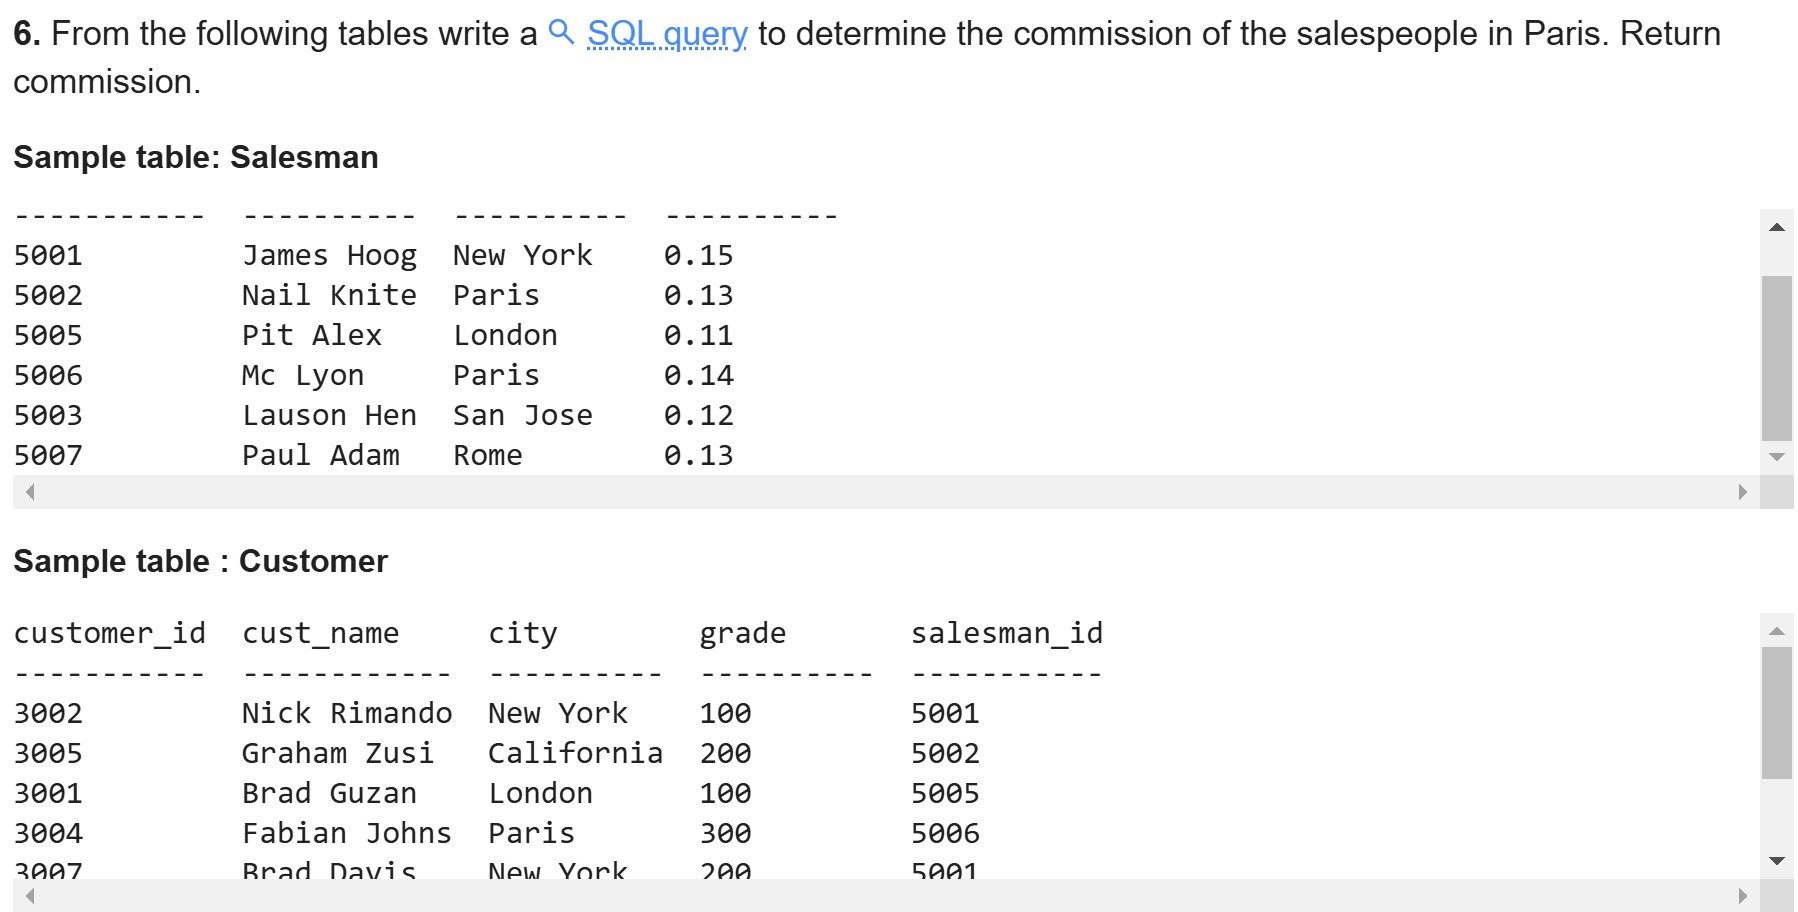 6. From the following tables write a SQL query to determine the commission of the salespeople in Paris. Return
commission.
Sample table: Salesman
-----------  ----------  ----------  ----------
5001         James Hoog  New York    0.15
5002         Nail Knite  Paris       0.13
5005         Pit Alex    London      0.11
5006         Mc Lyon     Paris       0.14
5003         Lauson Hen  San Jose    0.12
5007         Paul Adam   Rome        0.13
Sample table : Customer
customer_id  cust_name     city        grade       salesman_id
-----------  ------------  ----------  ----------  -----------
3002         Nick Rimando  New York    100         5001
3005         Graham Zusi   California  200         5002
3001         Brad Guzan    London      100         5005
3004         Fabian Johns  Paris       300         5006
3007         Brad Davis    New York    200         5001